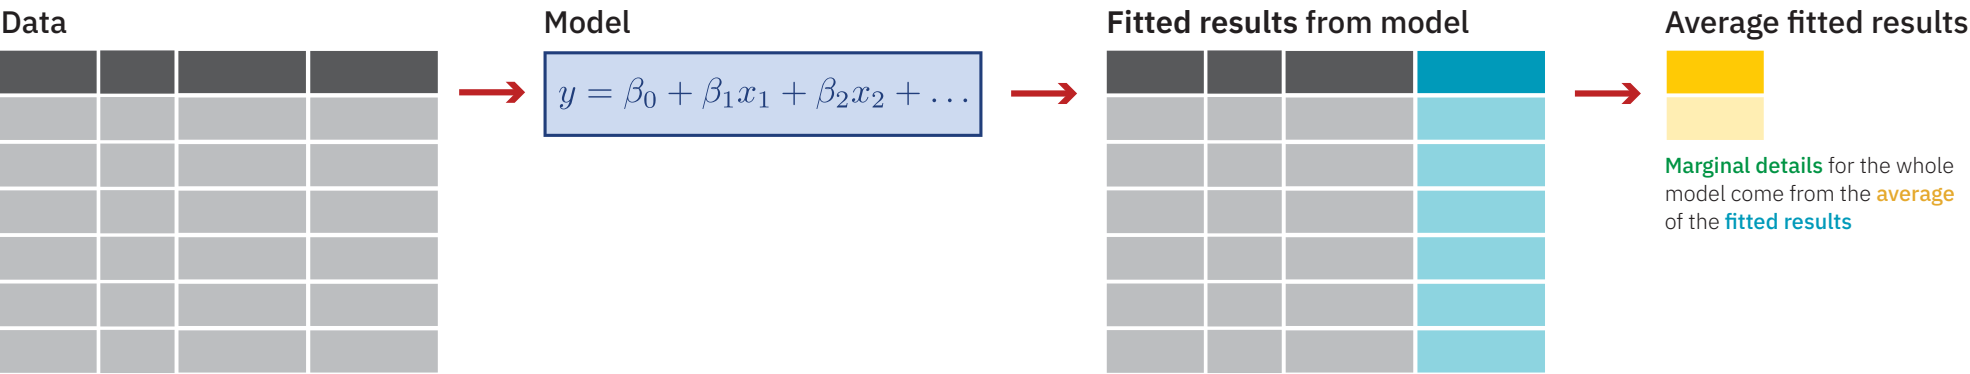 Data
Model
y = β₀ + β₁x₁ + β₂x₂ + …
Fitted results from model
Average fitted results
Marginal details for the whole
model come from the average
of the fitted results